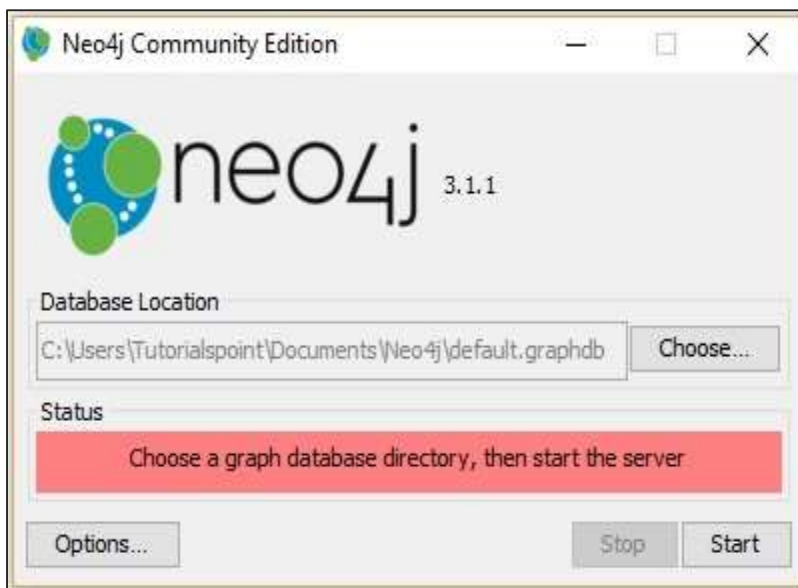 Neo4j Community Edition
neo4j 3.1.1
Database Location
C:\Users\Tutorialspoint\Documents\Neo4j\default.graphdb
Choose...
Status
Choose a graph database directory, then start the server
Options...
Stop
Start